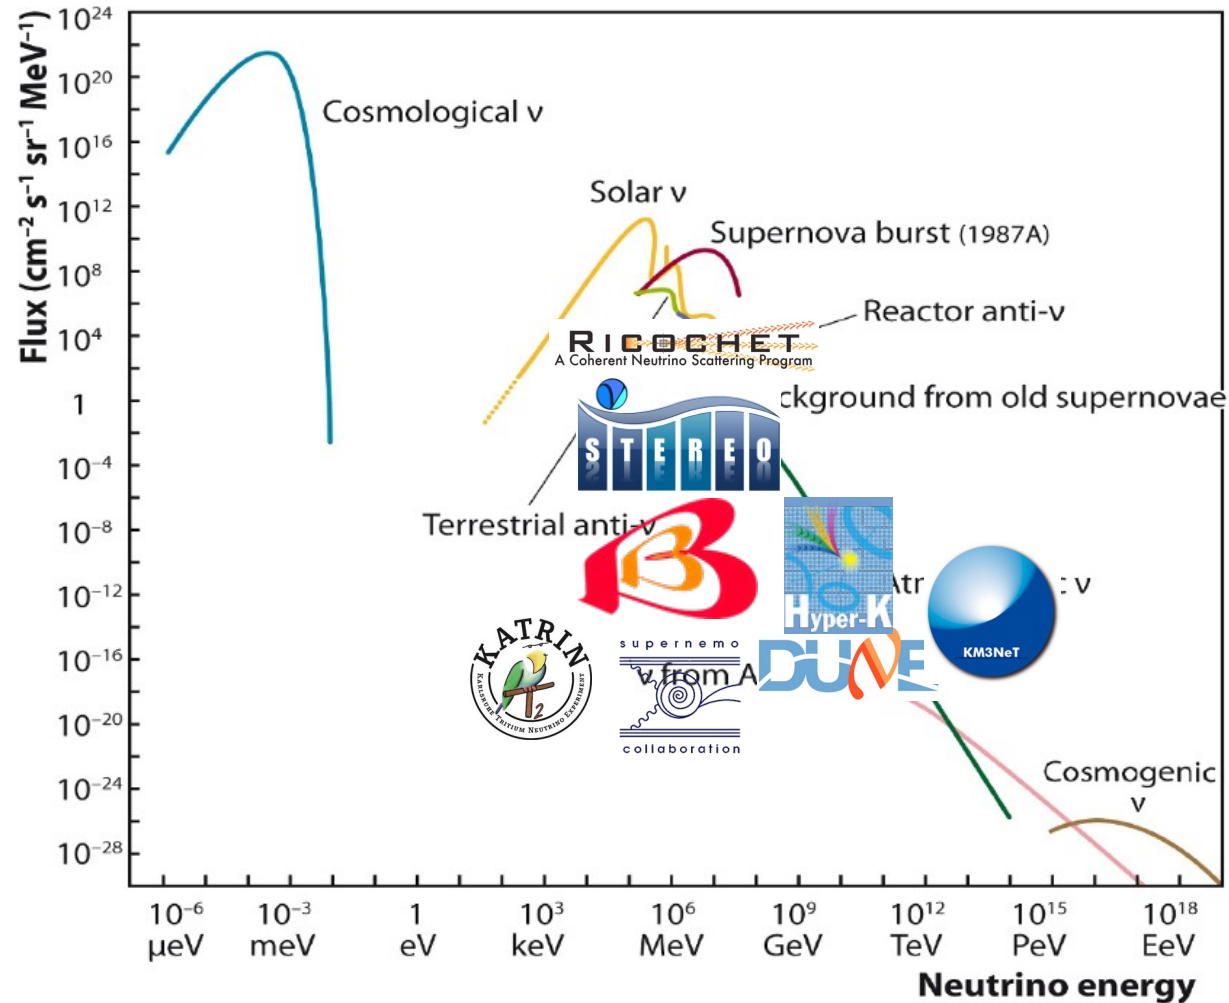 Flux (cm⁻² s⁻¹ sr⁻¹ MeV⁻¹)
10²⁴
10²⁰
10¹⁶
10¹²
10⁸
10⁴
1
10⁻⁴
10⁻⁸
10⁻¹²
10⁻¹⁶
10⁻²⁰
10⁻²⁴
10⁻²⁸
Cosmological ν
Solar ν
Supernova burst (1987A)
Reactor anti-ν
RICOCHET
A Coherent Neutrino Scattering Program
ckground from old supernovae
STEREO
Terrestrial anti-ν
Hyper-K
ν
KM3NeT
KATRIN
KARLSRUHE TRITIUM NEUTRINO EXPERIMENT
2
supernemo
ν from A
collaboration
DUNE
Cosmogenic
ν
10⁻⁶ 10⁻³ 1 10³ 10⁶ 10⁹ 10¹² 10¹⁵ 10¹⁸
μeV meV eV keV MeV GeV TeV PeV EeV
Neutrino energy